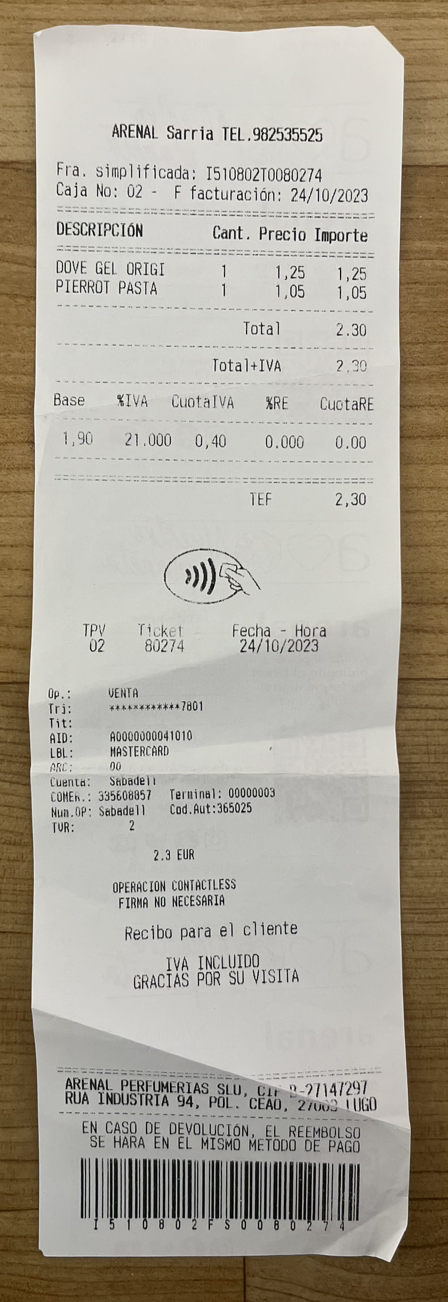 ARENAL Sarria TEL.982535525
Fra. simplificada: I510802T0080274
Caja No: 02 - F facturación: 24/10/2023
DESCRIPCIÓN Cant. Precio Importe
DOVE GEL ORIGI 1 1,25 1,25
PIERROT PASTA 1 1,05 1,05
Total 2.30
Total+IVA 2.30
Base %IVA CuotaIVA %RE CuotaRE
1,90 21.000 0,40 0.000 0.00
TEF 2,30
TPV Ticket Fecha - Hora
02 80274 24/10/2023
Op.: VENTA
Trj: ************7801
Tit:
AID: A0000000041010
LBL: MASTERCARD
ARC: 00
Cuenta: Sabadell
COMER.: 335608857 Terminal: 00000003
Num.OP: Sabadell Cod.Aut:365025
TVR: 2
2.3 EUR
OPERACION CONTACTLESS
FIRMA NO NECESARIA
Recibo para el cliente
IVA INCLUIDO
GRACIAS POR SU VISITA
ARENAL PERFUMERIAS SLU, CIF B-27147297
RUA INDUSTRIA 94, POL. CEAO, 27003 LUGO
EN CASO DE DEVOLUCIÓN, EL REEMBOLSO
SE HARA EN EL MISMO METODO DE PAGO
I510802FS0080274